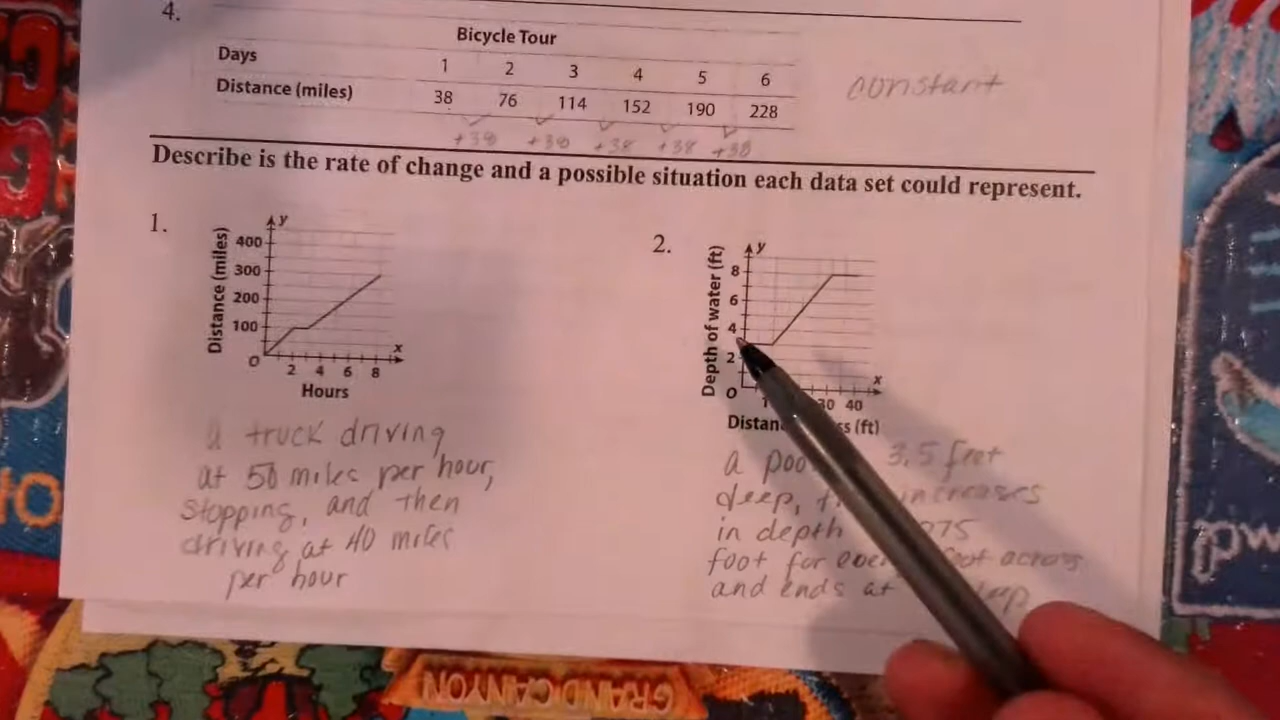 4.
Bicycle Tour
Days 1 2 3 4 5 6
Distance (miles) 38 76 114 152 190 228
constant
+38 +38 +38 +38 +38
Describe is the rate of change and a possible situation each data set could represent.
1.
y
400
300
200
100
O
2 4 6 8
x
Distance (miles)
Hours
a truck driving
at 50 miles per hour,
stopping, and then
driving at 40 miles
per hour
2.
y
8
6
4
2
O
40
x
Depth of water (ft)
(ft)
a 3.5 feet
deep, increases
in depth
foot for across
and ends at
GRAND CANYON